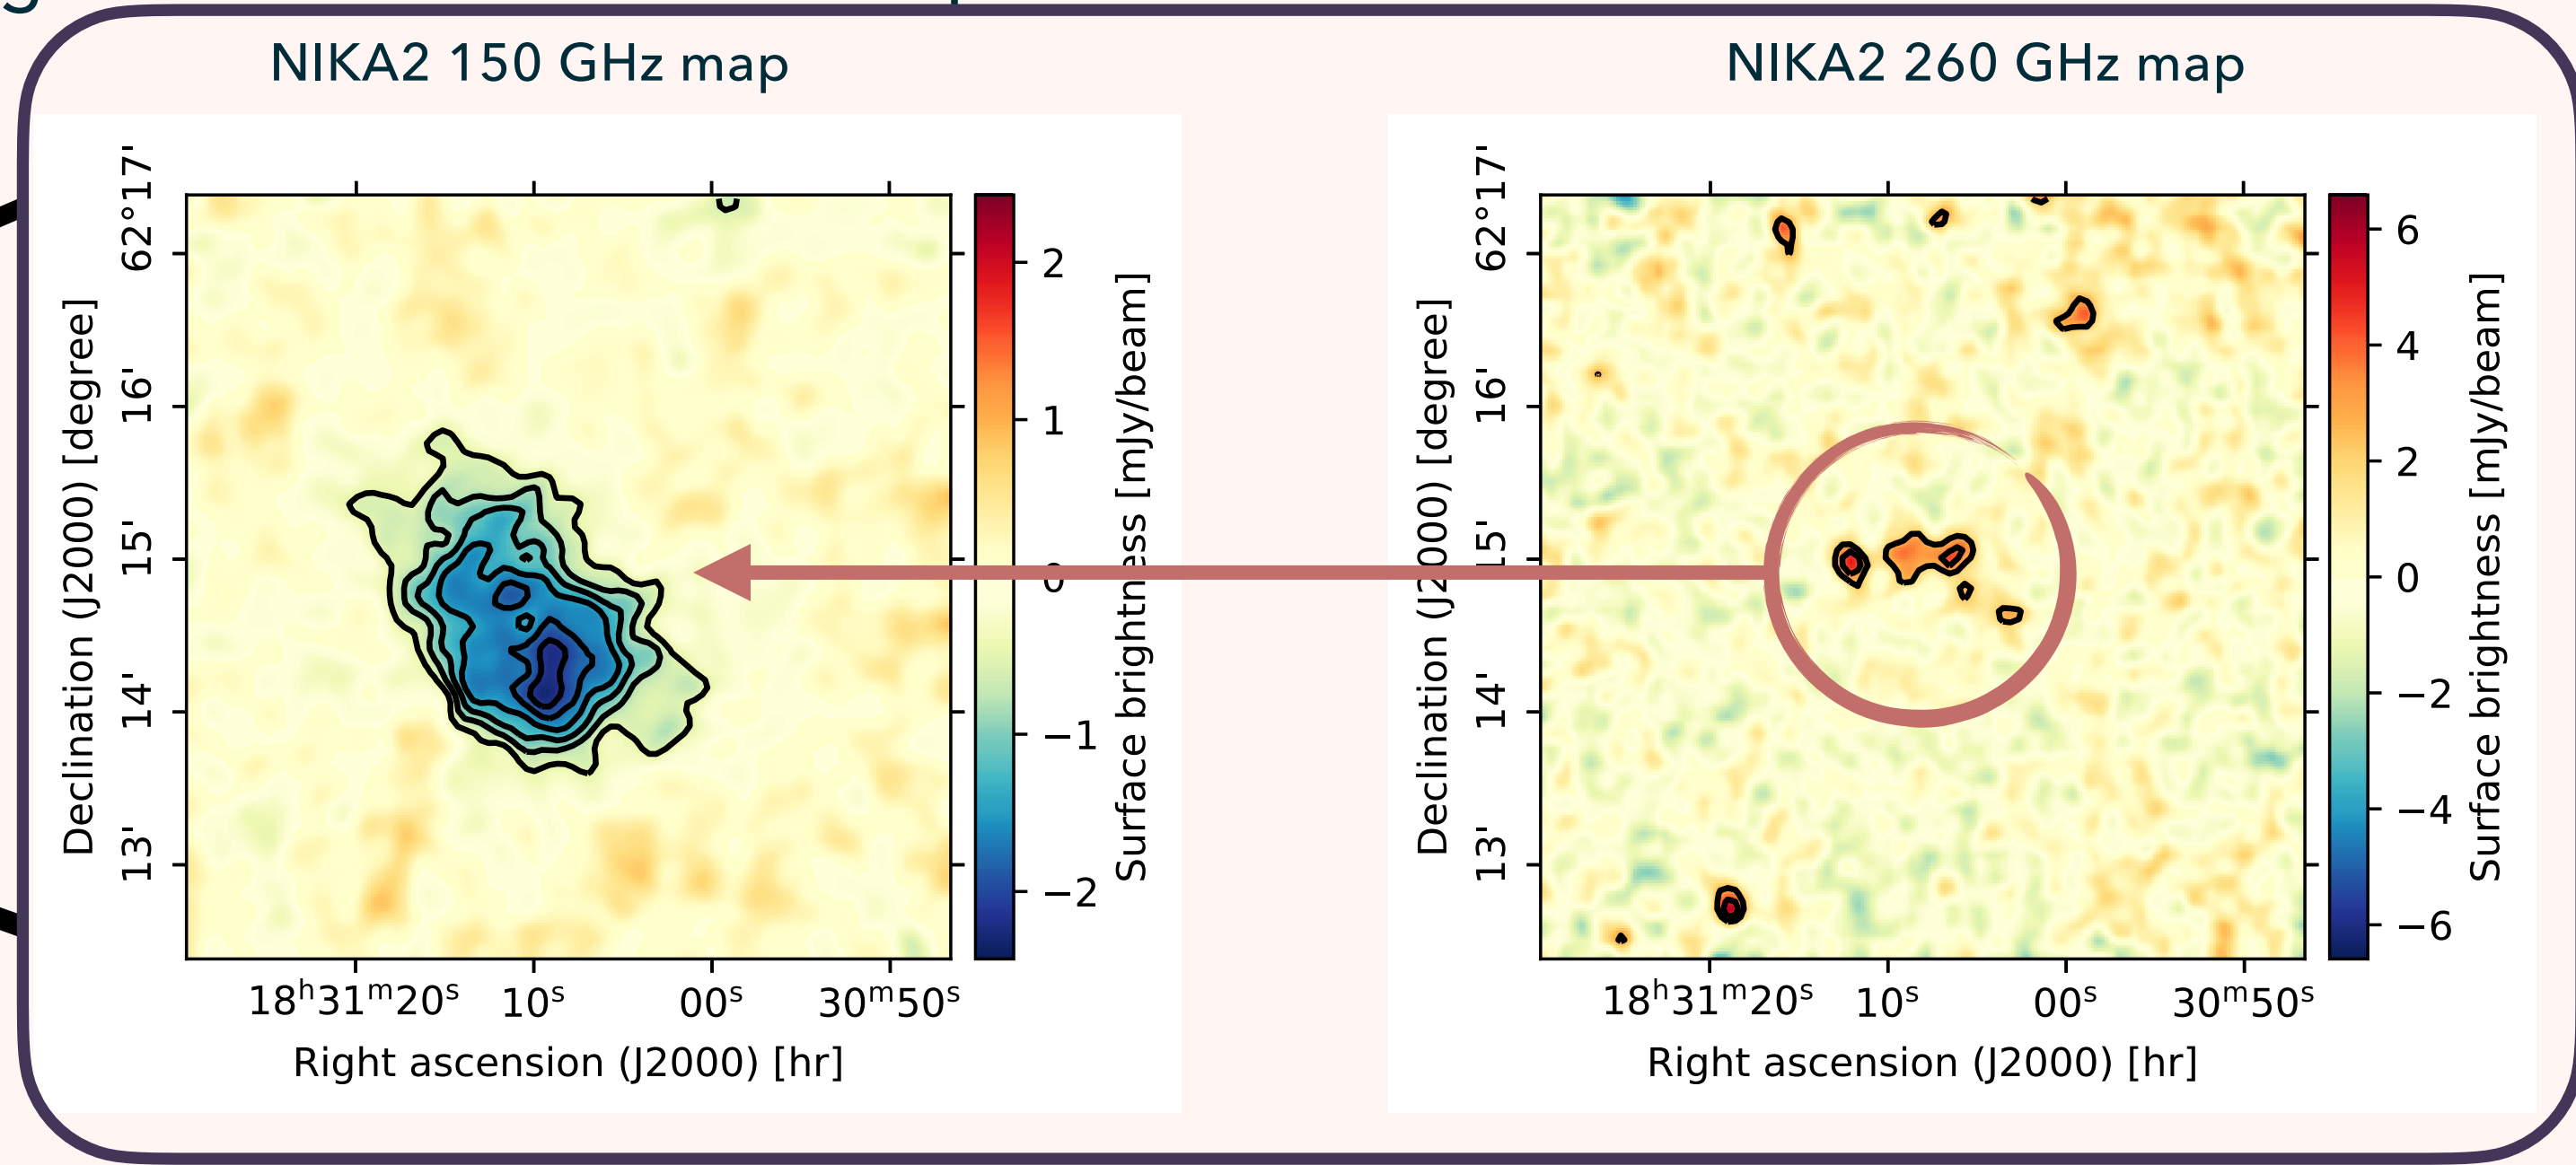 NIKA2 150 GHz map
NIKA2 260 GHz map
Declination (J2000) [degree]
62°17'
16'
15'
14'
13'
18ʰ31ᵐ20ˢ 10ˢ 00ˢ 30ᵐ50ˢ
Right ascension (J2000) [hr]
2
1
0
−1
−2
Surface brightness [mJy/beam]
Declination (J2000) [degree]
62°17'
16'
15'
14'
13'
18ʰ31ᵐ20ˢ 10ˢ 00ˢ 30ᵐ50ˢ
Right ascension (J2000) [hr]
6
4
2
0
−2
−4
−6
Surface brightness [mJy/beam]